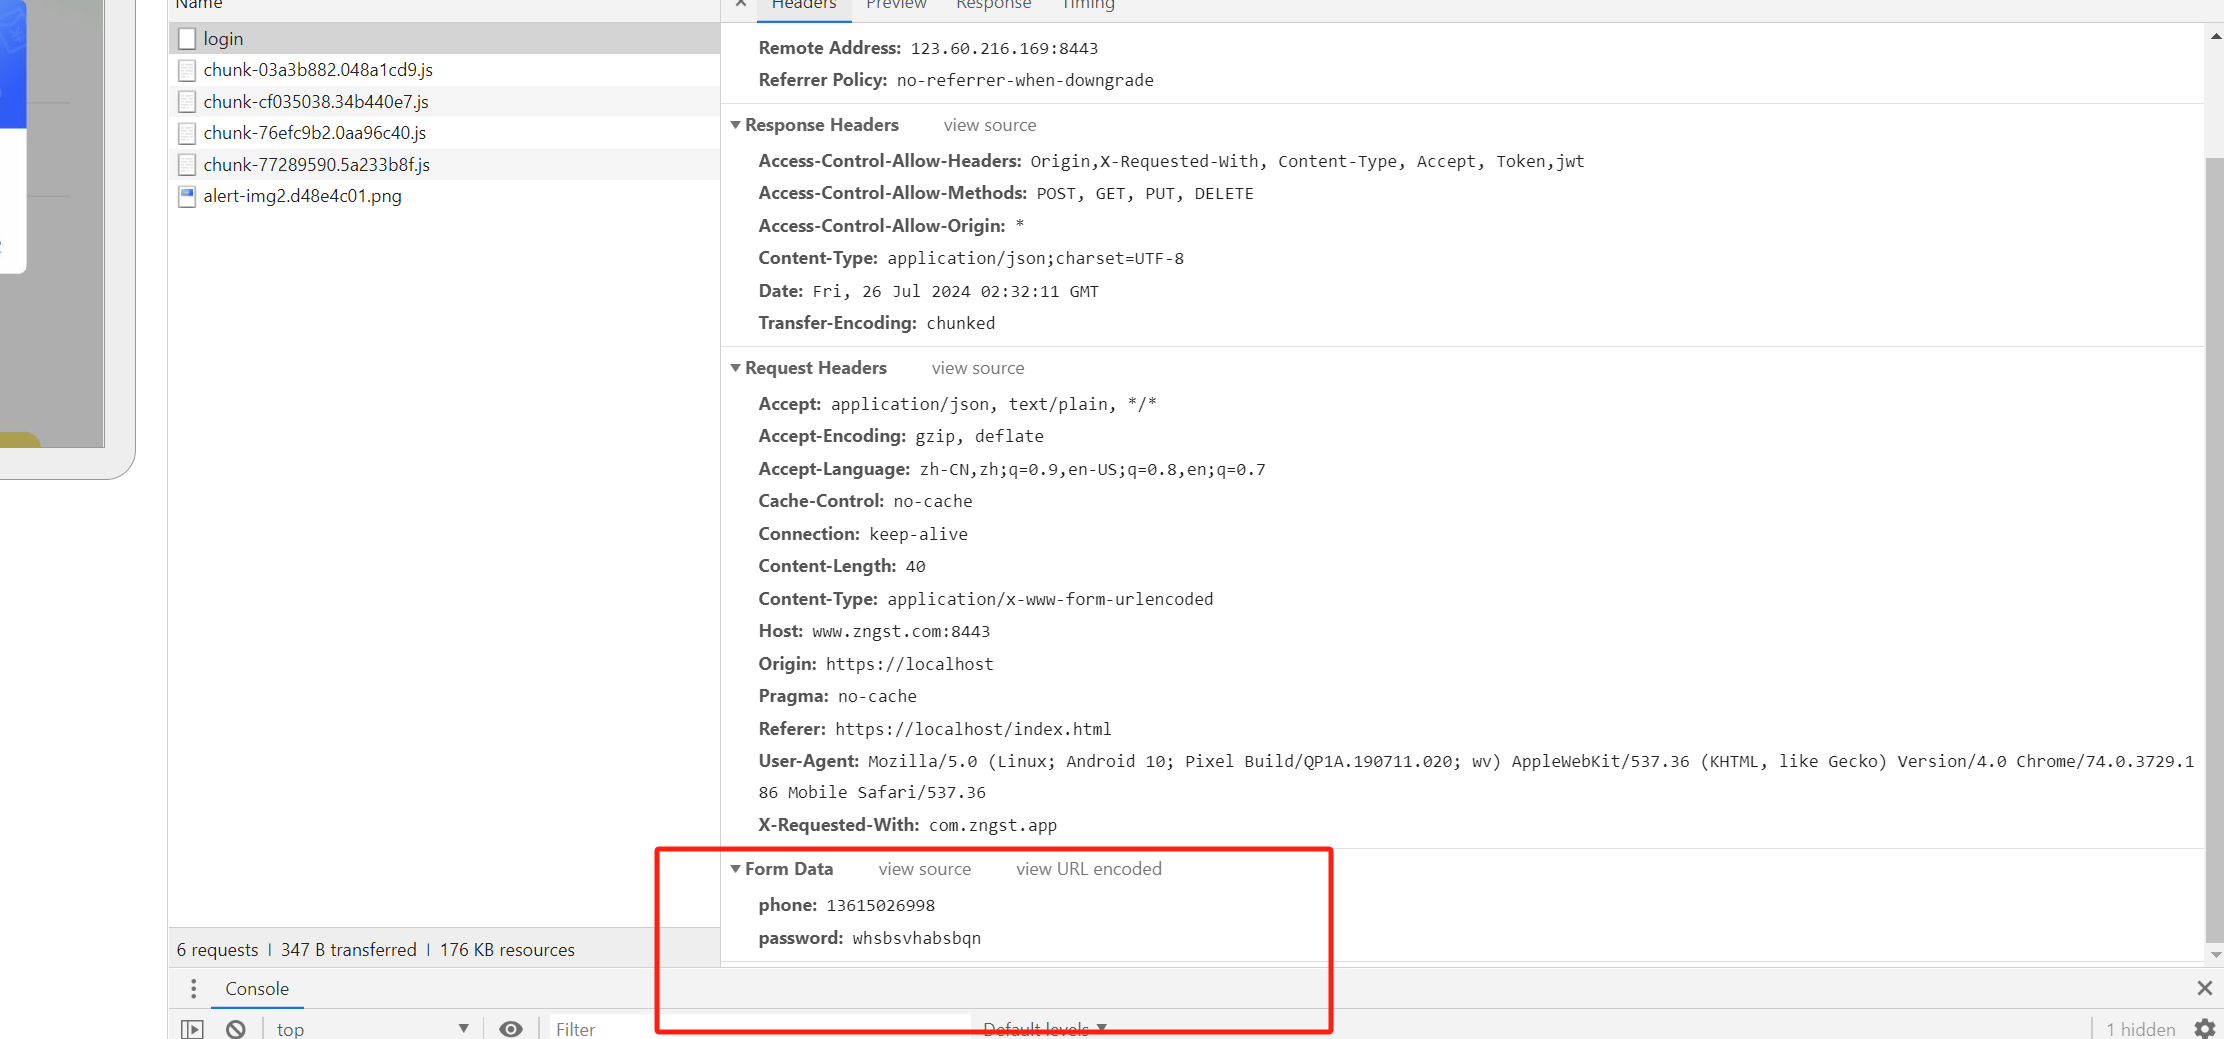 Name
login
chunk-03a3b882.048a1cd9.js
chunk-cf035038.34b440e7.js
chunk-76efc9b2.0aa96c40.js
chunk-77289590.5a233b8f.js
alert-img2.d48e4c01.png
6 requests | 347 B transferred | 176 KB resources
× Headers Preview Response Timing
Remote Address: 123.60.216.169:8443
Referrer Policy: no-referrer-when-downgrade
Response Headers view source
Access-Control-Allow-Headers: Origin,X-Requested-With, Content-Type, Accept, Token,jwt
Access-Control-Allow-Methods: POST, GET, PUT, DELETE
Access-Control-Allow-Origin: *
Content-Type: application/json;charset=UTF-8
Date: Fri, 26 Jul 2024 02:32:11 GMT
Transfer-Encoding: chunked
Request Headers view source
Accept: application/json, text/plain, */*
Accept-Encoding: gzip, deflate
Accept-Language: zh-CN,zh;q=0.9,en-US;q=0.8,en;q=0.7
Cache-Control: no-cache
Connection: keep-alive
Content-Length: 40
Content-Type: application/x-www-form-urlencoded
Host: www.zngst.com:8443
Origin: https://localhost
Pragma: no-cache
Referer: https://localhost/index.html
User-Agent: Mozilla/5.0 (Linux; Android 10; Pixel Build/QP1A.190711.020; wv) AppleWebKit/537.36 (KHTML, like Gecko) Version/4.0 Chrome/74.0.3729.1
86 Mobile Safari/537.36
X-Requested-With: com.zngst.app
Form Data view source view URL encoded
phone: 13615026998
password: whsbsvhabsbqn
Console
top Filter Default levels 1 hidden